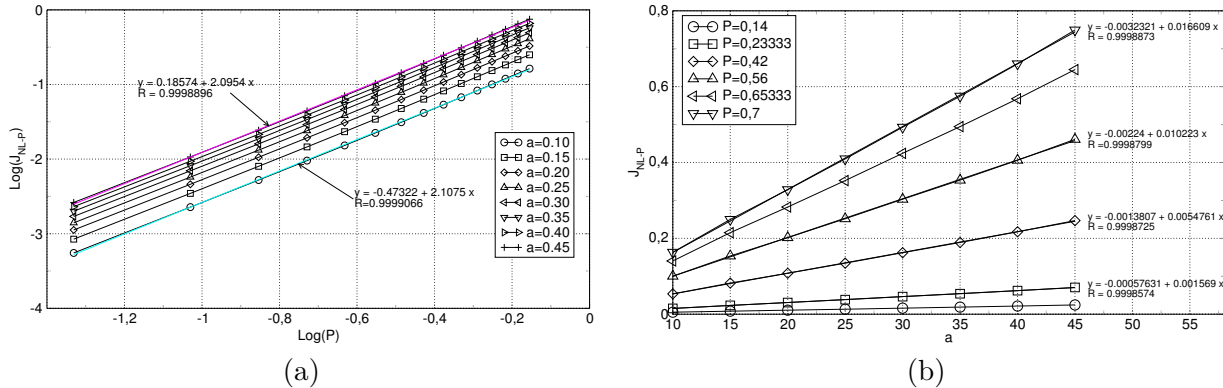 0
-1
-2
-3
-4
-1,2
-1
-0,8
-0,6
-0,4
-0,2
0
Log(P)
Log(J_NL-P)
y = 0.18574 + 2.0954 x
R = 0.9998896
y = -0.47322 + 2.1075 x
R=0.9999066
a=0.10
a=0.15
a=0.20
a=0.25
a=0.30
a=0.35
a=0.40
a=0.45
(a)
b)
0,8
0,6
0,4
0,2
0
10
15
20
25
30
35
40
45
50
55
a
J_NL-P
P=0,14
P=0,23333
P=0,42
P=0,56
P=0,65333
P=0,7
y = -0.0032321 + 0.016609 x
R = 0.9998873
y = -0.00224 + 0.010223 x
R = 0.9998799
y = -0.0013807 + 0.0054761 x
R = 0.9998725
y = -0.00057631 + 0.001569 x
R = 0.9998574
(b)